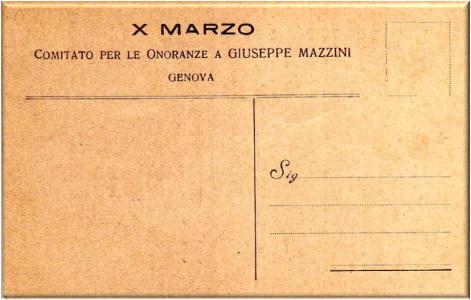 X MARZO
COMITATO PER LE ONORANZE A GIUSEPPE MAZZINI
GENOVA
Sig